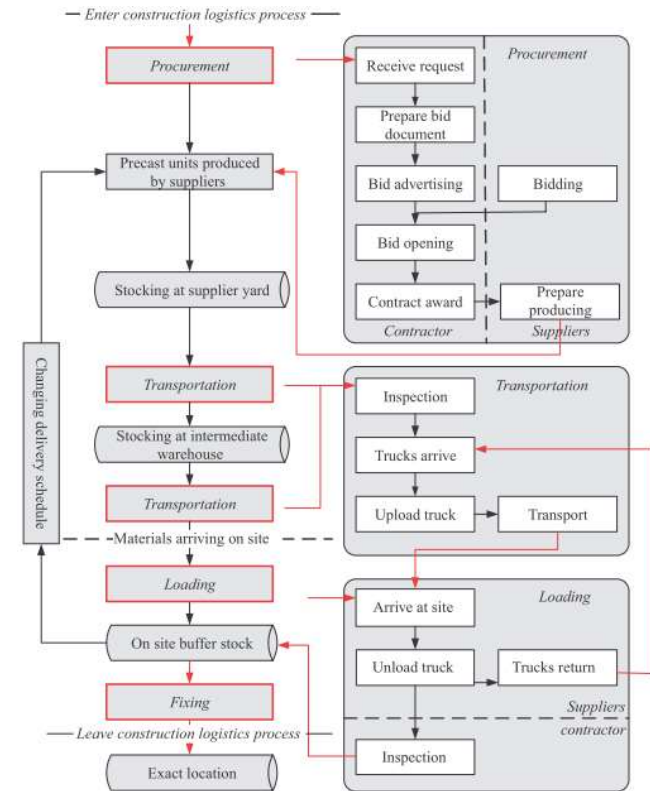 Enter construction logistics process
Procurement
Precast units produced
by suppliers
Stocking at supplier yard
Transportation
Stocking at intermediate
warehouse
Transportation
Materials arriving on site
Loading
On site buffer stock
Fixing
Leave construction logistics process
Exact location
Changing delivery schedule
Procurement
Receive request
Prepare bid
document
Bid advertising
Bidding
Bid opening
Contract award
Prepare
producing
Contractor
Suppliers
Transportation
Inspection
Trucks arrive
Upload truck
Transport
Loading
Arrive at site
Unload truck
Trucks return
Suppliers
contractor
Inspection